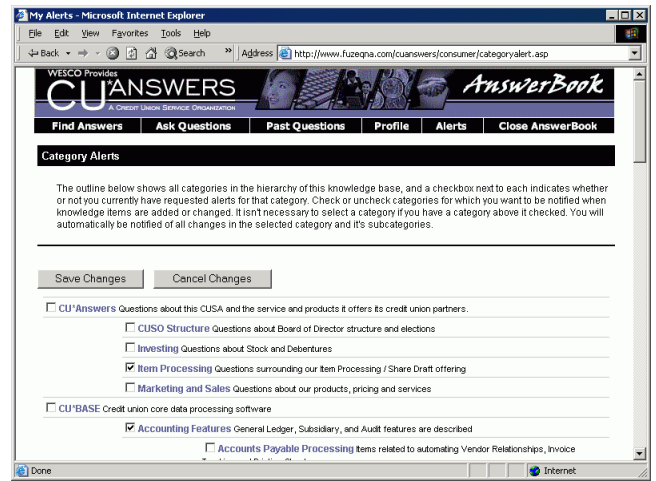 My Alerts - Microsoft Internet Explorer
File Edit View Favorites Tools Help
Back Search » Address http://www.fuzeqna.com/cuanswers/consumer/categoryalert.asp
WESCO Provides
CU*ANSWERS
A CREDIT UNION SERVICE ORGANIZATION
AnswerBook
Find Answers Ask Questions Past Questions Profile Alerts Close AnswerBook
Category Alerts
The outline below shows all categories in the hierarchy of this knowledge base, and a checkbox next to each indicates whether
or not you currently have requested alerts for that category. Check or uncheck categories for which you want to be notified when
knowledge items are added or changed. It isn't necessary to select a category if you have a category above it checked. You will
automatically be notified of all changes in the selected category and it's subcategories.
Save Changes Cancel Changes
CU*Answers Questions about this CUSA and the service and products it offers its credit union partners.
CUSO Structure Questions about Board of Director structure and elections
Investing Questions about Stock and Debentures
Item Processing Questions surrounding our Item Processing / Share Draft offering
Marketing and Sales Questions about our products, pricing and services
CU*BASE Credit union core data processing software
Accounting Features General Ledger, Subsidiary, and Audit features are described
Accounts Payable Processing Items related to automating Vendor Relationships, Invoice
Done Internet